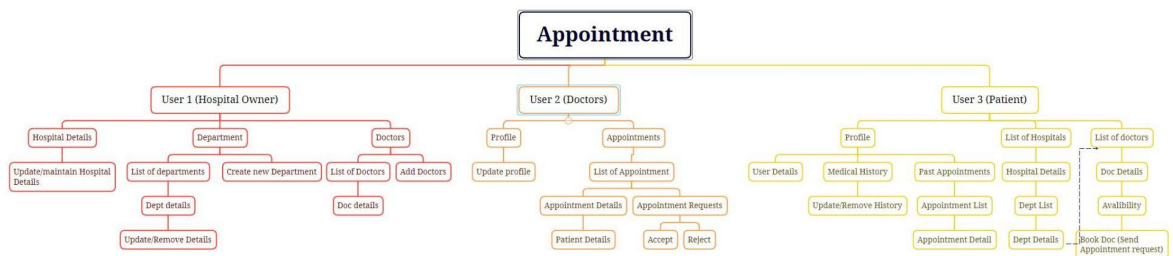 Appointment
User 1 (Hospital Owner)
User 2 (Doctors)
User 3 (Patient)
Hospital Details
Department
Doctors
Profile
Appointments
Profile
List of Hospitals
List of doctors
Update/maintain Hospital
Details
List of departments
Create new Department
List of Doctors
Add Doctors
Update profile
List of Appointment
User Details
Medical History
Past Appointments
Hospital Details
Doc Details
Dept details
Doc details
Appointment Details
Appointment Requests
Update/Remove History
Appointment List
Dept List
Avalibility
Update/Remove Details
Patient Details
Accept
Reject
Appointment Detail
Dept Details
Book Doc (Send
Appointment request)